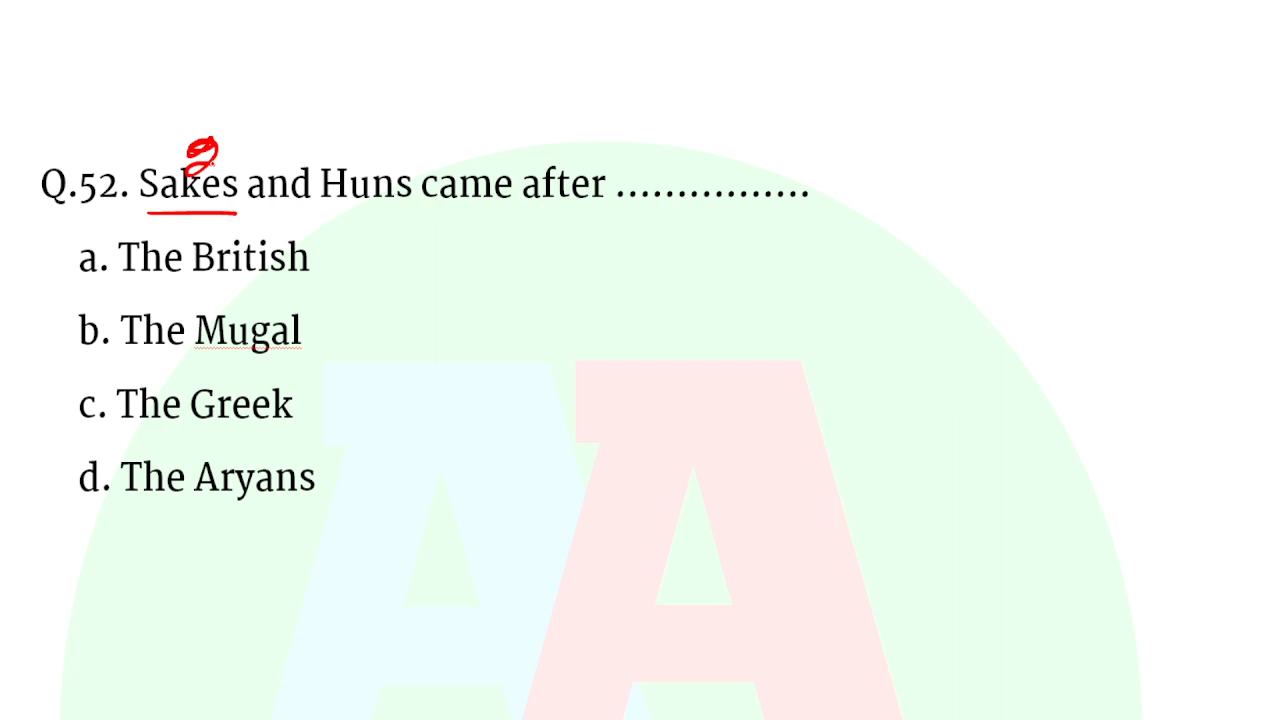 Q.52. Sakes and Huns came after ................
a. The British
b. The Mugal
c. The Greek
d. The Aryans